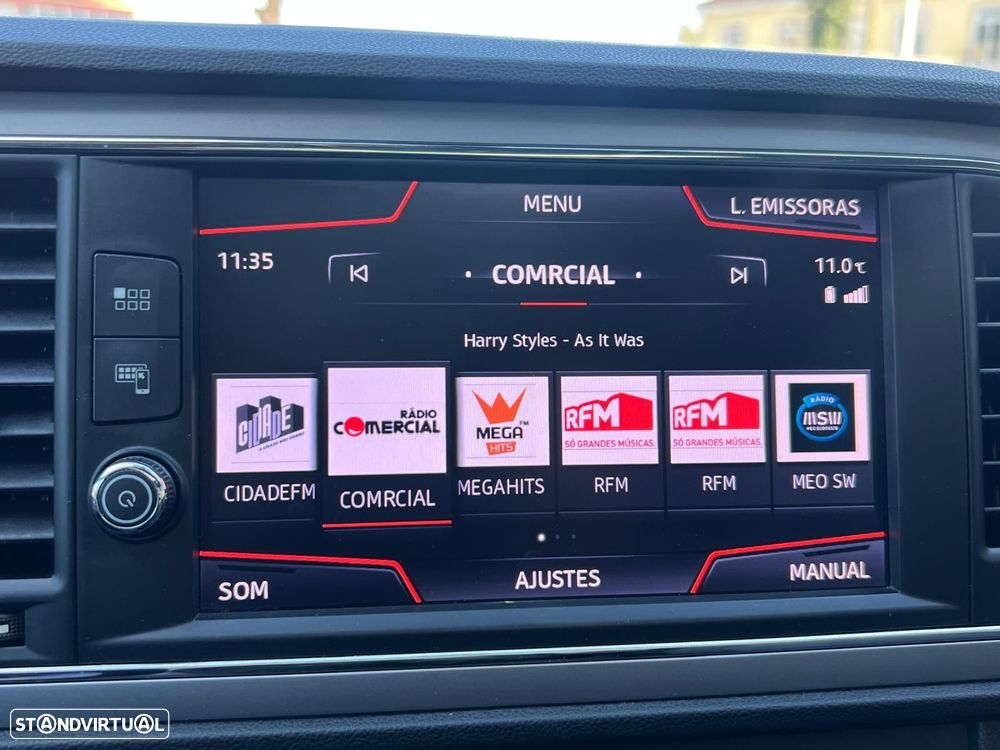 MENU
L. EMISSORAS
11:35
COMRCIAL
11.0℃
Harry Styles - As It Was
CIDADE
RÁDIO
COMERCIAL
MEGA
HITS
RFM
SÓ GRANDES MÚSICAS.
RFM
SÓ GRANDES MÚSICAS.
RÁDIO
MSW
MEO SUDOESTE
CIDADEFM
COMRCIAL
MEGAHITS
RFM
RFM
MEO SW
SOM
AJUSTES
MANUAL
STANDVIRTUAL